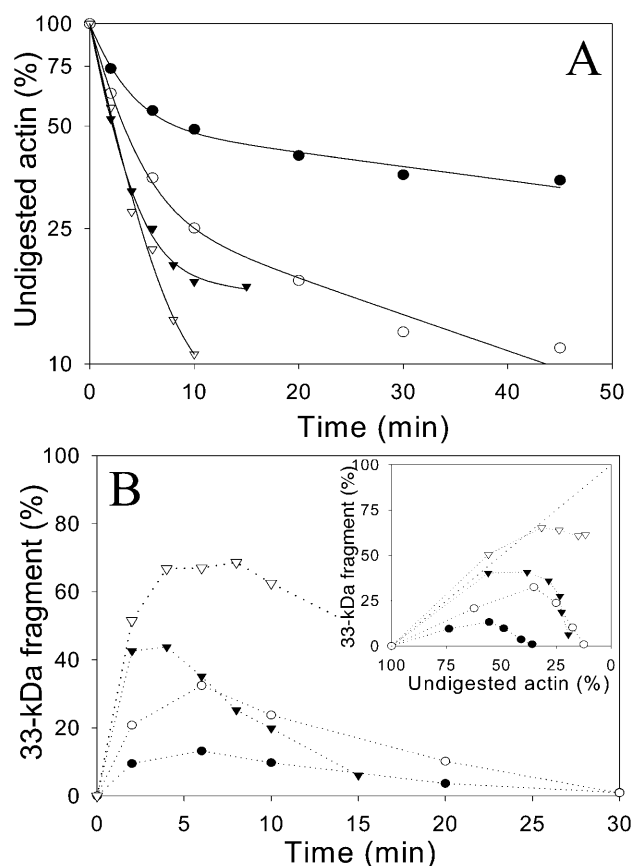 A
Undigested actin (%)
100
75
50
25
10
0 10 20 30 40 50
Time (min)
B
33-kDa fragment (%)
100
80
60
40
20
0
0 5 10 15 20 25 30
Time (min)
33-kDa fragment (%)
100
75
50
25
0
100 75 50 25 0
Undigested actin (%)